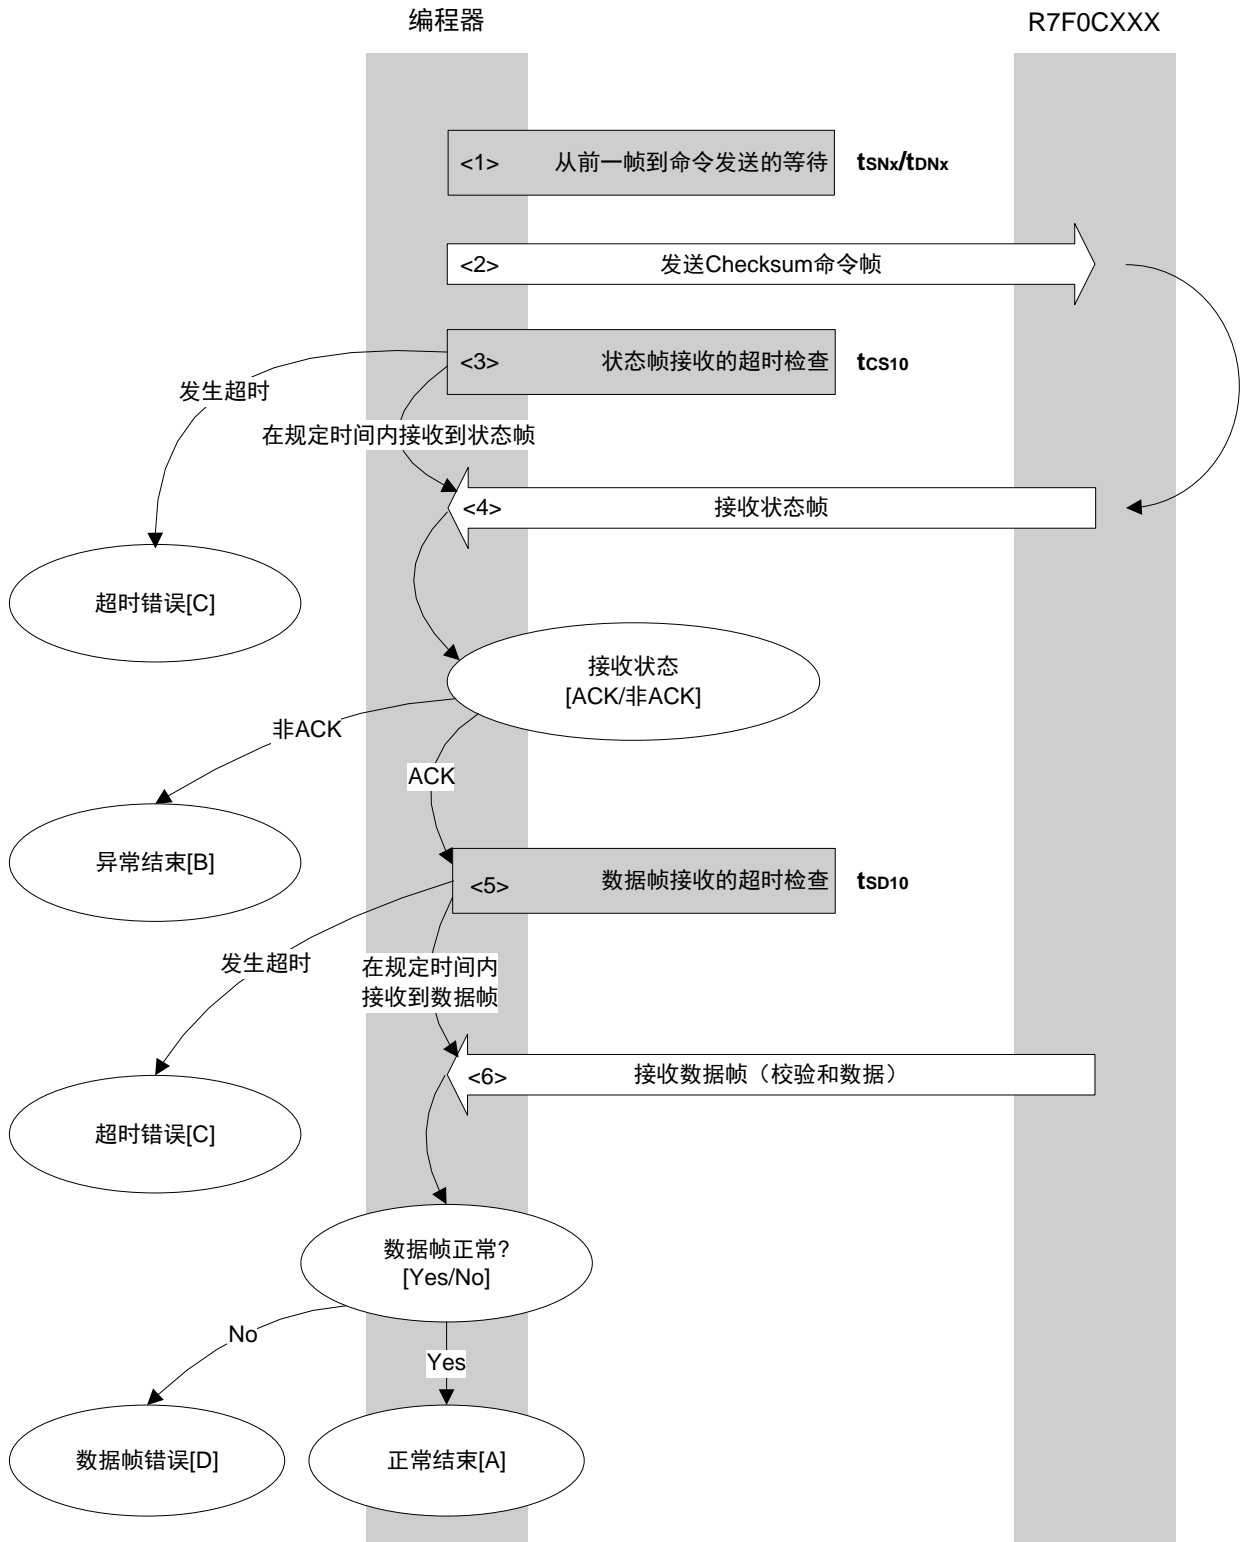 编程器
R7F0CXXX
<1> 从前一帧到命令发送的等待 tSNx/tDNx
<2> 发送Checksum命令帧
<3> 状态帧接收的超时检查 tCS10
发生超时
在规定时间内接收到状态帧
<4> 接收状态帧
超时错误[C]
接收状态
[ACK/非ACK]
非ACK
ACK
异常结束[B]
<5> 数据帧接收的超时检查 tSD10
发生超时
在规定时间内
接收到数据帧
<6> 接收数据帧（校验和数据）
超时错误[C]
数据帧正常?
[Yes/No]
No
Yes
数据帧错误[D]
正常结束[A]